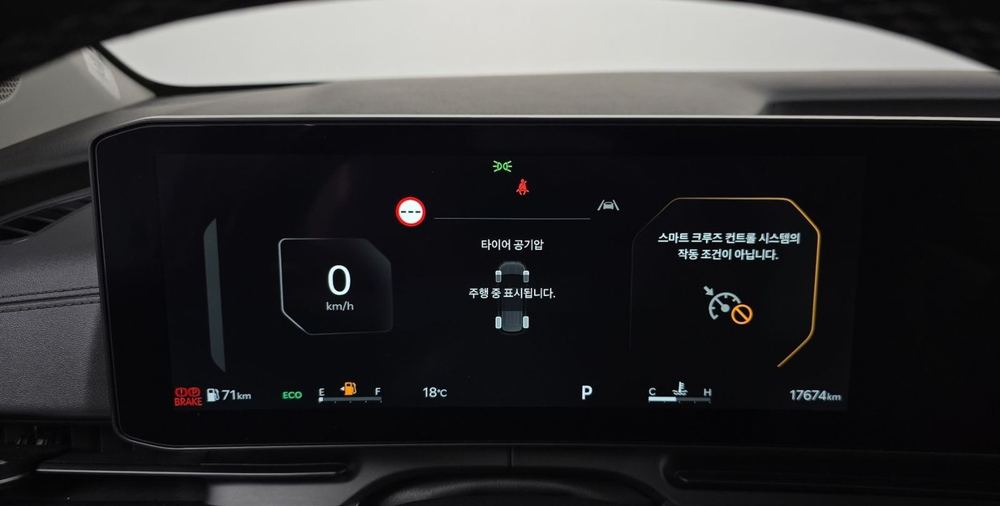 타이어 공기압
스마트 크루즈 컨트롤 시스템의
작동 조건이 아닙니다.
0
km/h
주행 중 표시됩니다.
BRAKE
71km
ECO
E
F
18℃
P
C
H
17674km